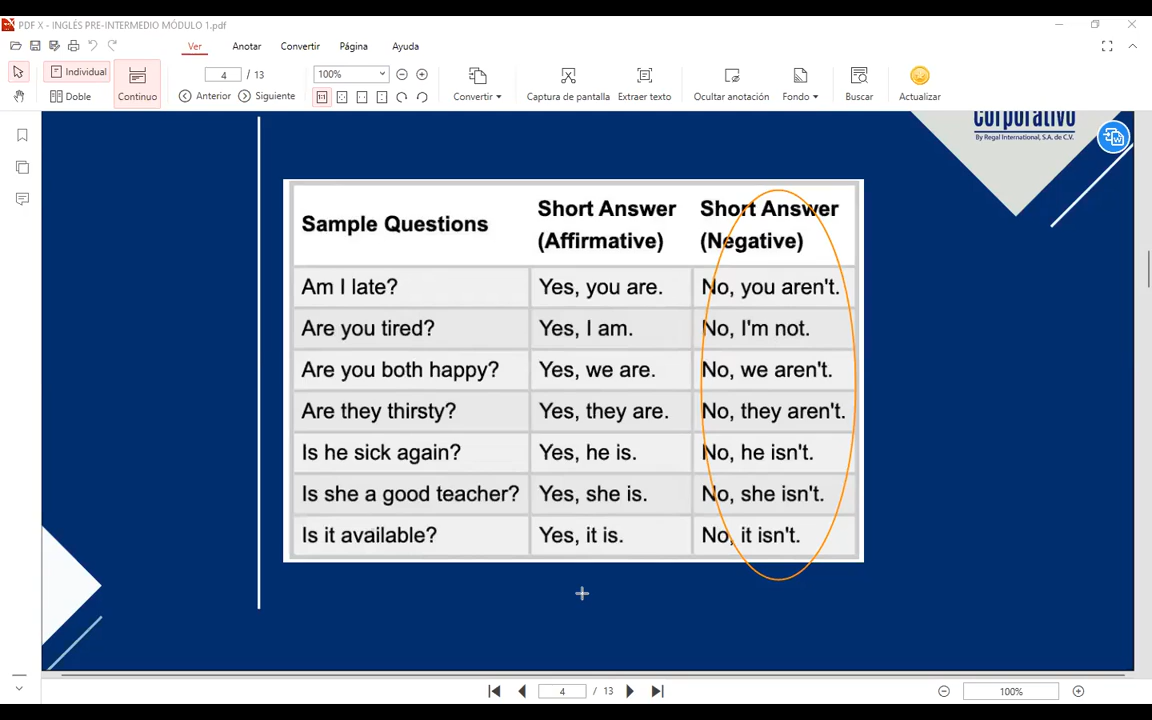 PDF X - INGLÉS PRE-INTERMEDIO MÓDULO 1.pdf
Ver Anotar Convertir Página Ayuda
Individual
Doble
Continuo
4 / 13
Anterior Siguiente
100%
Convertir
Captura de pantalla
Extraer texto
Ocultar anotación
Fondo
Buscar
Actualizar
corporativo
By Regal International, S.A. de C.V.
Sample Questions Short Answer (Affirmative) Short Answer (Negative)
Am I late? Yes, you are. No, you aren't.
Are you tired? Yes, I am. No, I'm not.
Are you both happy? Yes, we are. No, we aren't.
Are they thirsty? Yes, they are. No, they aren't.
Is he sick again? Yes, he is. No, he isn't.
Is she a good teacher? Yes, she is. No, she isn't.
Is it available? Yes, it is. No, it isn't.
4 / 13
100%